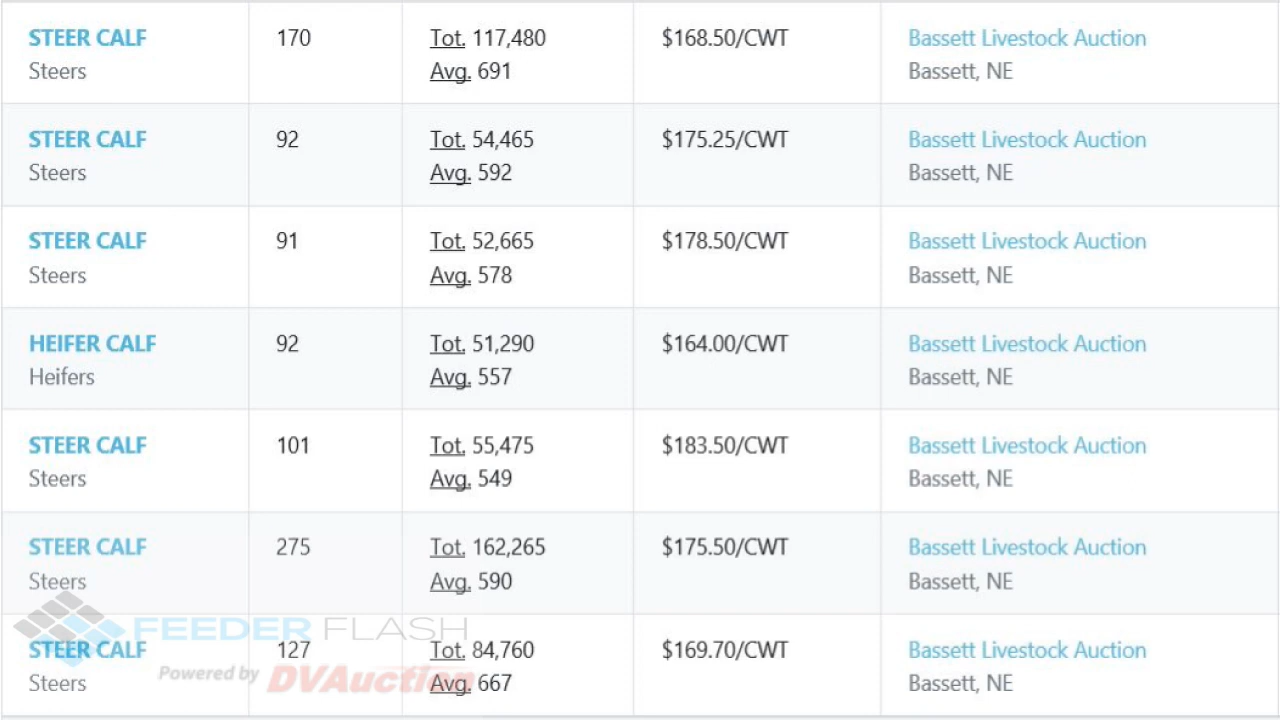 STEER CALF 170 Tot. 117,480 $168.50/CWT Bassett Livestock Auction
Steers Avg. 691 Bassett, NE
STEER CALF 92 Tot. 54,465 $175.25/CWT Bassett Livestock Auction
Steers Avg. 592 Bassett, NE
STEER CALF 91 Tot. 52,665 $178.50/CWT Bassett Livestock Auction
Steers Avg. 578 Bassett, NE
HEIFER CALF 92 Tot. 51,290 $164.00/CWT Bassett Livestock Auction
Heifers Avg. 557 Bassett, NE
STEER CALF 101 Tot. 55,475 $183.50/CWT Bassett Livestock Auction
Steers Avg. 549 Bassett, NE
STEER CALF 275 Tot. 162,265 $175.50/CWT Bassett Livestock Auction
Steers Avg. 590 Bassett, NE
FEEDER FLASH
STEER CALF 127 Tot. 84,760 $169.70/CWT Bassett Livestock Auction
Powered by DVAuction
Steers Avg. 667 Bassett, NE